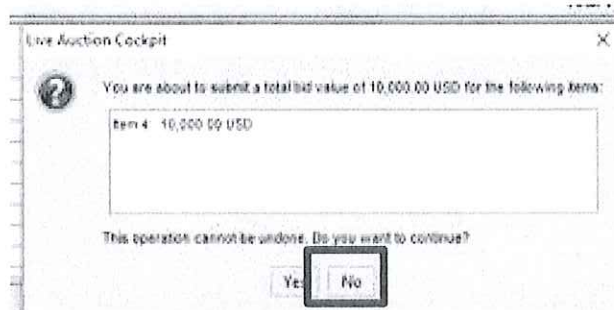 Live Auction Cockpit
You are about to submit a total bid value of 10,000.00 USD for the following items:
Item 4: 10,000.00 USD
This operation cannot be undone. Do you want to continue?
Yes No